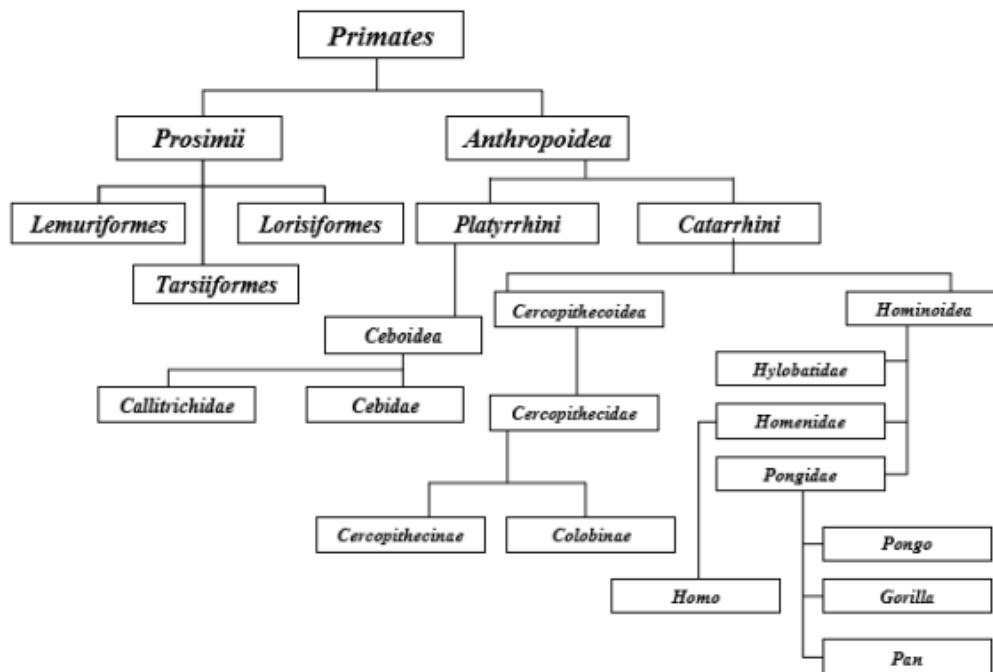 Primates
Prosimii
Anthropoidea
Lemuriformes
Lorisiformes
Platyrrhini
Catarrhini
Tarsiiformes
Cercopithecoidea
Hominoidea
Ceboidea
Hylobatidae
Callitrichidae
Cebidae
Cercopithecidae
Homenidae
Pongidae
Cercopithecinae
Colobinae
Pongo
Homo
Gorilla
Pan